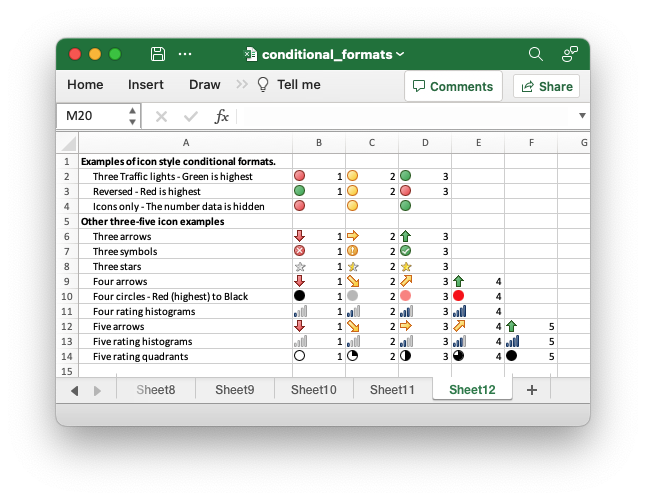 conditional_formats
Home Insert Draw Tell me Comments Share
M20 fx
A B C D E F G
1 Examples of icon style conditional formats.
2 Three Traffic lights - Green is highest 1 2 3
3 Reversed - Red is highest 1 2 3
4 Icons only - The number data is hidden
5 Other three-five icon examples
6 Three arrows 1 2 3
7 Three symbols 1 2 3
8 Three stars 1 2 3
9 Four arrows 1 2 3 4
10 Four circles - Red (highest) to Black 1 2 3 4
11 Four rating histograms 1 2 3 4
12 Five arrows 1 2 3 4 5
13 Five rating histograms 1 2 3 4 5
14 Five rating quadrants 1 2 3 4 5
15
Sheet8 Sheet9 Sheet10 Sheet11 Sheet12 +